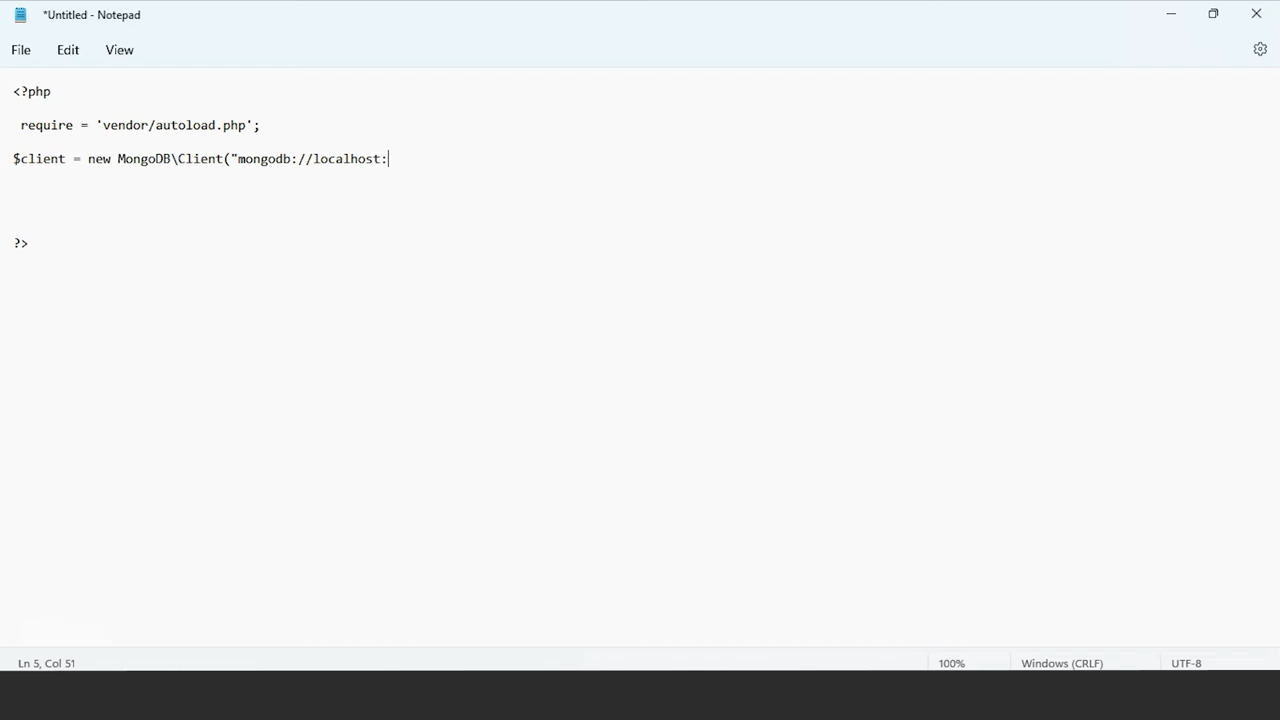 *Untitled - Notepad
File Edit View
<?php
require = 'vendor/autoload.php';
$client = new MongoDB\Client("mongodb://localhost:
?>
Ln 5, Col 51 100% Windows (CRLF) UTF-8